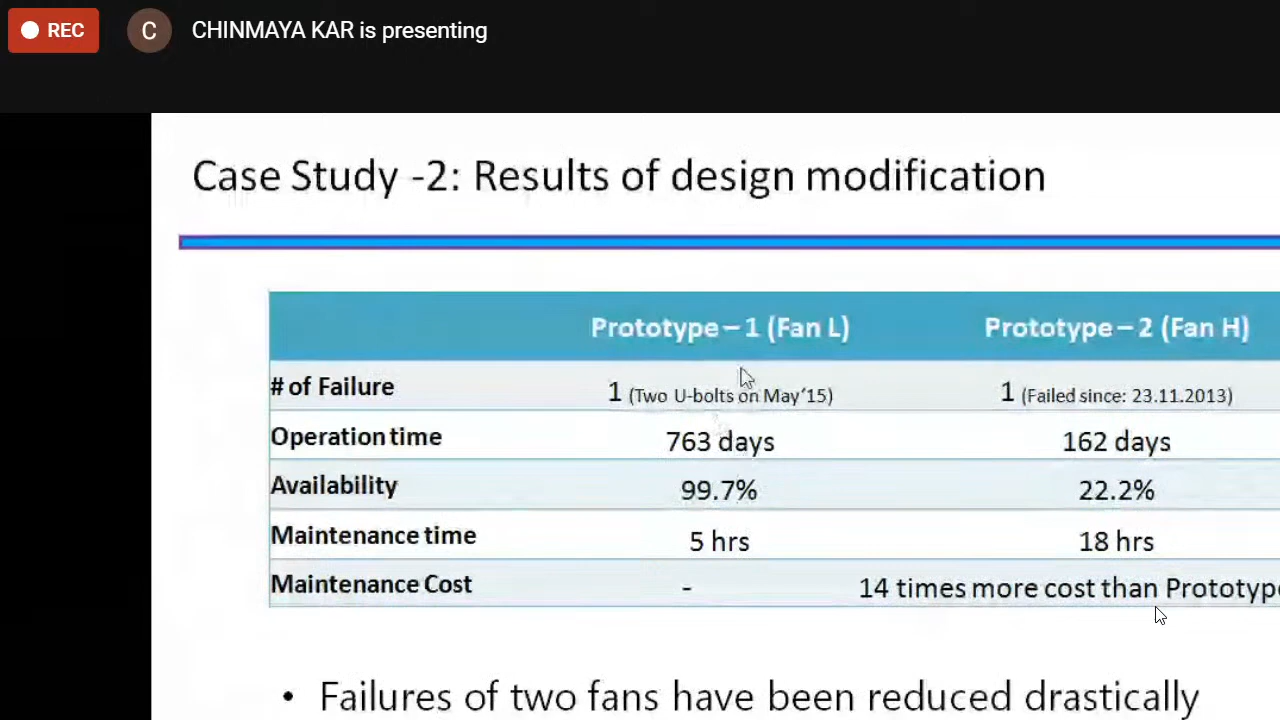 REC
C
CHINMAYA KAR is presenting
Case Study -2: Results of design modification
Prototype – 1 (Fan L) Prototype – 2 (Fan H)
# of Failure 1 (Two U-bolts on May'15) 1 (Failed since: 23.11.2013)
Operation time 763 days 162 days
Availability 99.7% 22.2%
Maintenance time 5 hrs 18 hrs
Maintenance Cost - 14 times more cost than Prototype
• Failures of two fans have been reduced drastically